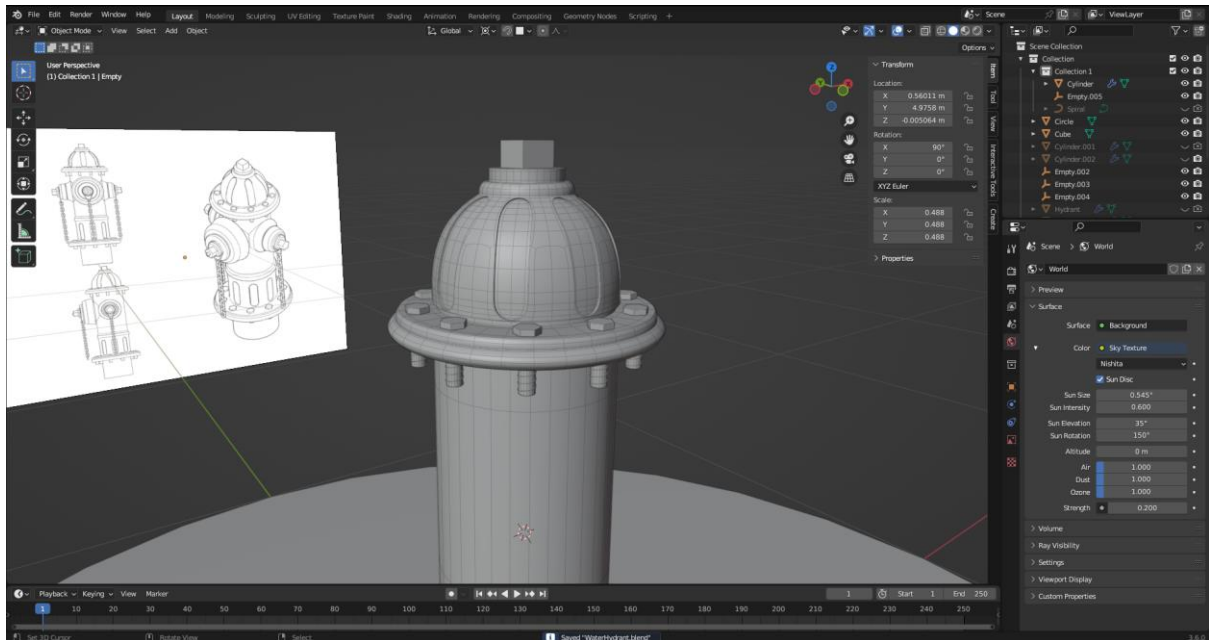 File Edit Render Window Help Layout Modeling Sculpting UV Editing Texture Paint Shading Animation Rendering Compositing Geometry Nodes Scripting + Scene ViewLayer
Object Mode View Select Add Object Global
Options
User Perspective
(1) Collection 1 | Empty
Transform
Location:
X 0.56011 m
Y 4.9758 m
Z -0.005064 m
Rotation:
X 90°
Y 0°
Z 0°
XYZ Euler
Scale:
X 0.488
Y 0.488
Z 0.488
Properties
Item
Tool
View
Interactive Tools
Create
Scene Collection
Collection
Collection 1
Cylinder
Empty.005
Spiral
Circle
Cube
Cylinder.001
Cylinder.002
Empty.002
Empty.003
Empty.004
Hydrant
Scene > World
World
Preview
Surface
Surface Background
Color Sky Texture
Nishita
Sun Disc
Sun Size 0.545°
Sun Intensity 0.600
Sun Elevation 35°
Sun Rotation 150°
Altitude 0 m
Air 1.000
Dust 1.000
Ozone 1.000
Strength 0.200
Volume
Ray Visibility
Settings
Viewport Display
Custom Properties
Playback Keying View Marker 1 Start 1 End 250
1 10 20 30 40 50 60 70 80 90 100 110 120 130 140 150 160 170 180 190 200 210 220 230 240 250
Set 3D Cursor Rotate View Select Saved "WaterHydrant.blend" 3.6.0